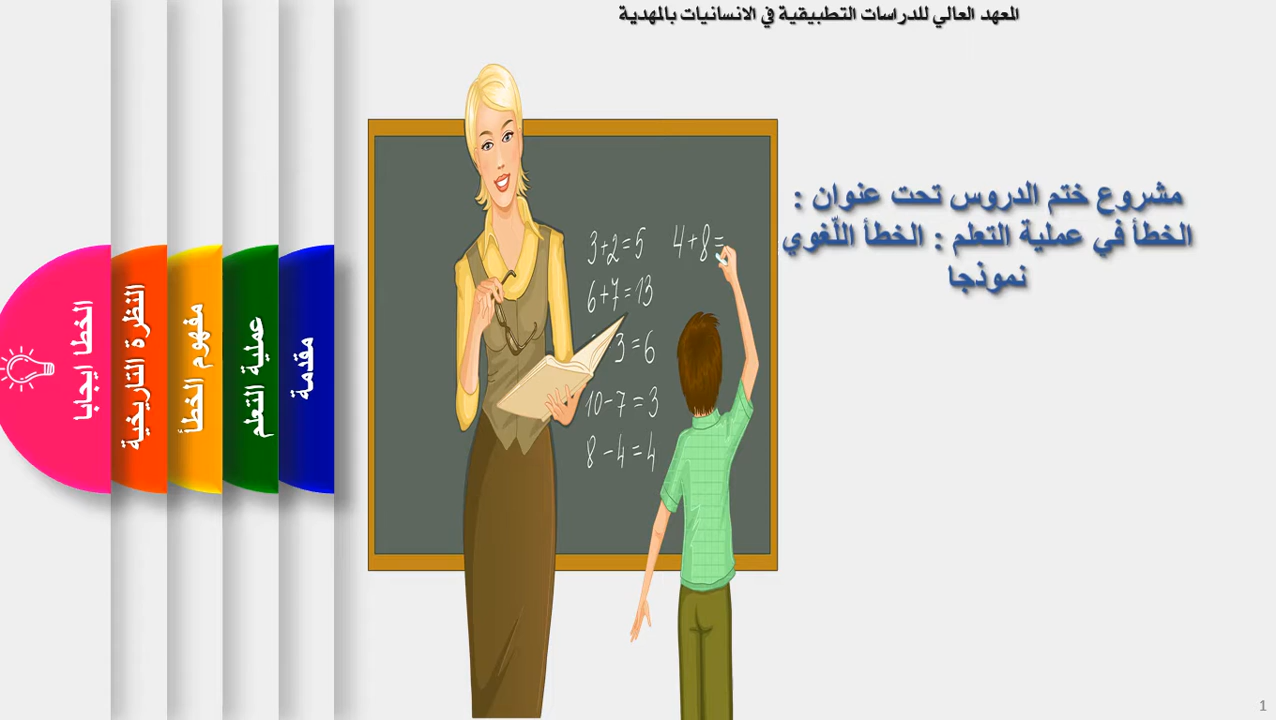 المعهد العالي للدراسات التطبيقية في الانسانيات بالمهدية
مشروع ختم الدروس تحت عنوان :
الخطأ في عملية التعلم : الخطأ اللّغوي
نموذجا
مقدمة
عملية التعلم
مفهوم الخطأ
النظرة التاريخية
الخطا ايجابا
3+2=5
4+8=
6+7=13
3=6
10-7=3
8-4=4
1